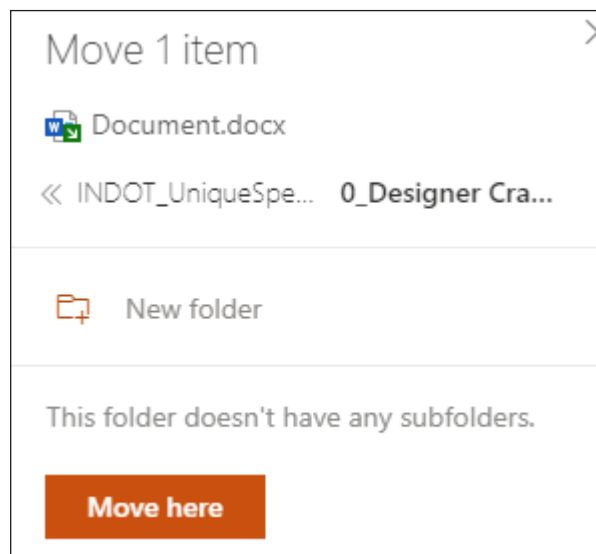 Move 1 item
Document.docx
INDOT_UniqueSpe... 0_Designer Cra...
New folder
This folder doesn't have any subfolders.
Move here